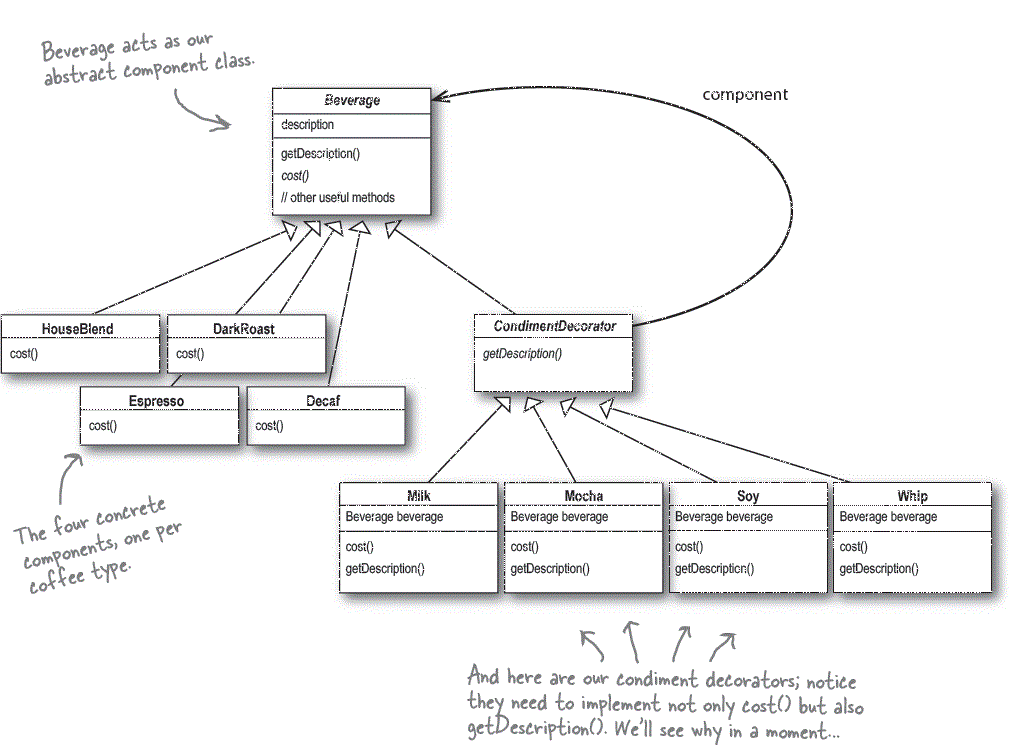 Beverage acts as our
abstract component class.
component
Beverage
description
getDescription()
cost()
// other useful methods
HouseBlend
cost()
DarkRoast
cost()
CondimentDecorator
getDescription()
Espresso
cost()
Decaf
cost()
The four concrete
components, one per
coffee type.
Milk
Beverage beverage
cost()
getDescription()
Mocha
Beverage beverage
cost()
getDescription()
Soy
Beverage beverage
cost()
getDescription()
Whip
Beverage beverage
cost()
getDescription()
And here are our condiment decorators; notice
they need to implement not only cost() but also
getDescription(). We'll see why in a moment...